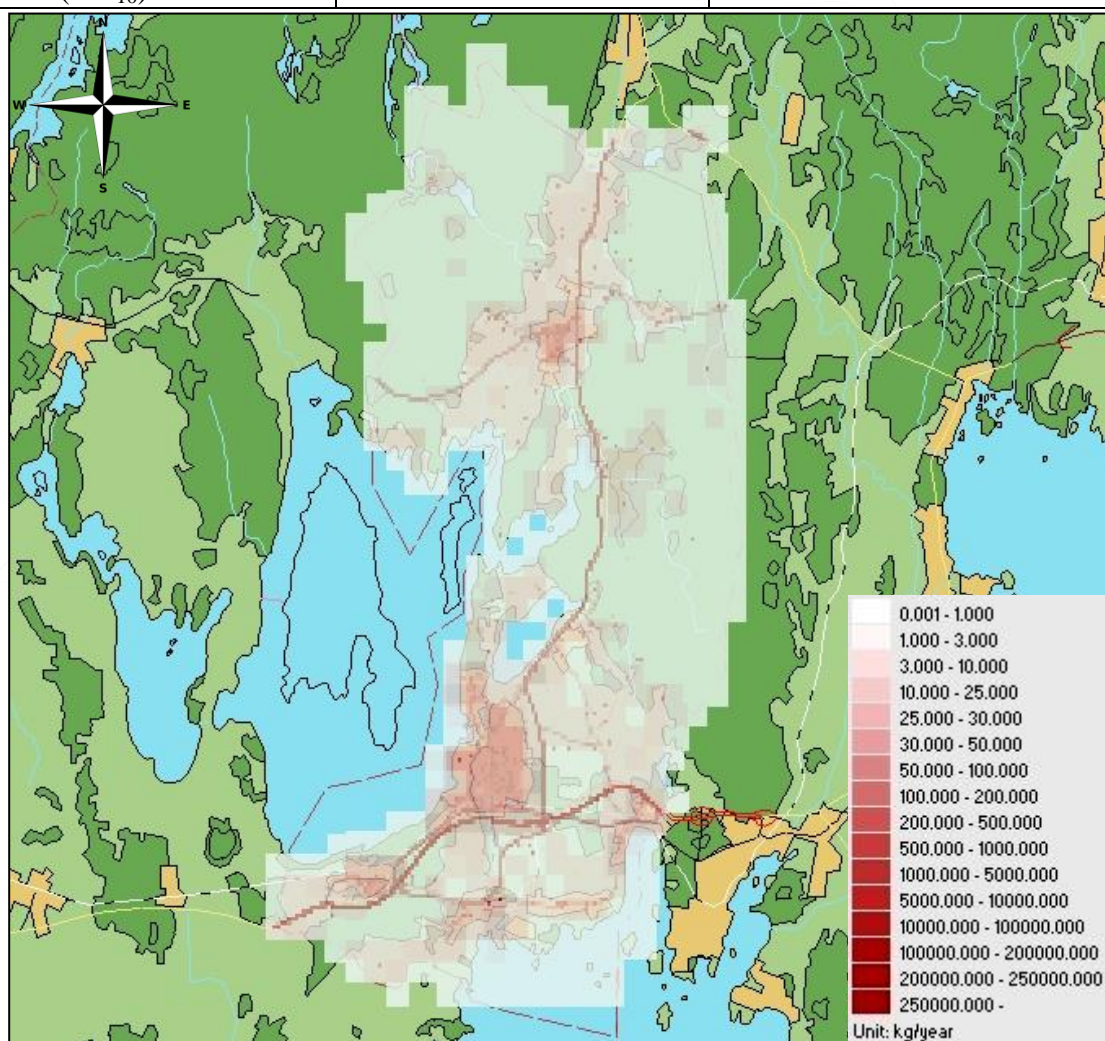 N
W E
S
0.001 - 1.000
1.000 - 3.000
3.000 - 10.000
10.000 - 25.000
25.000 - 30.000
30.000 - 50.000
50.000 - 100.000
100.000 - 200.000
200.000 - 500.000
500.000 - 1000.000
1000.000 - 5000.000
5000.000 - 10000.000
10000.000 - 100000.000
100000.000 - 200000.000
200000.000 - 250000.000
250000.000 -
Unit: kg/year